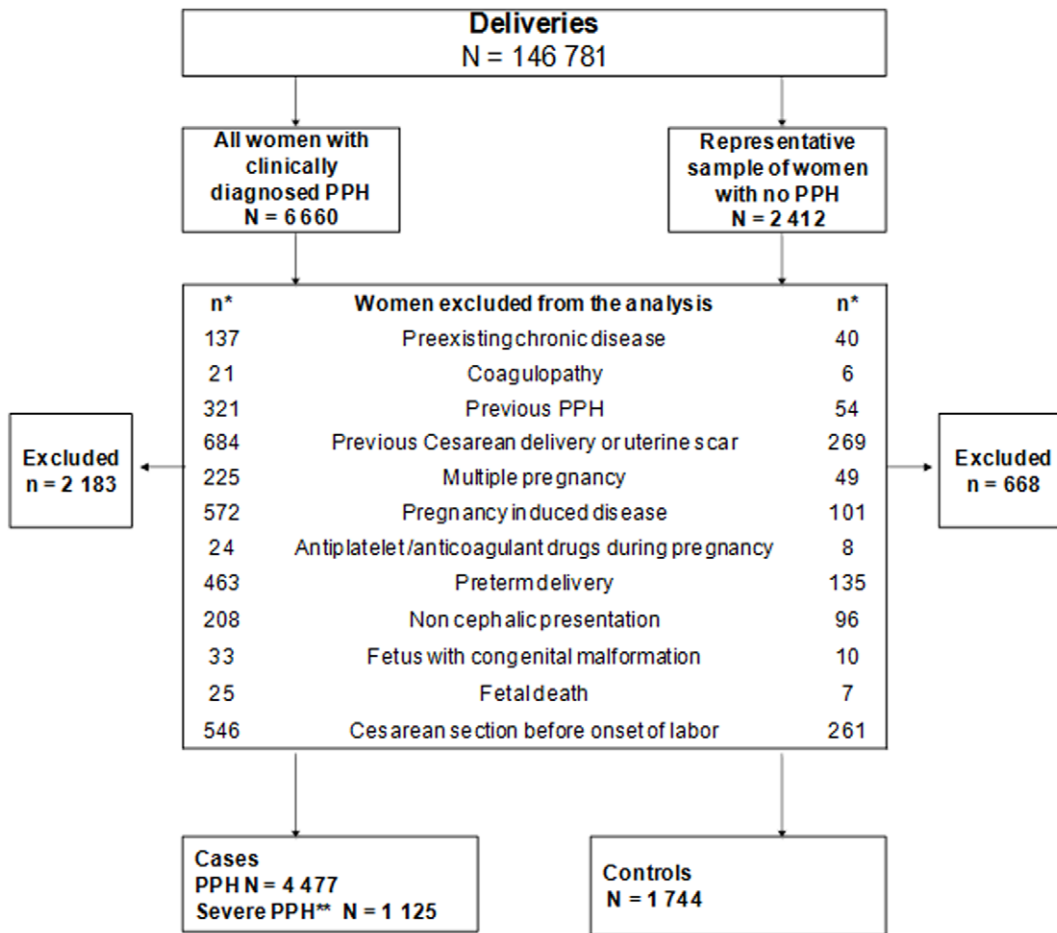 Deliveries
N = 146 781
All women with
clinically
diagnosed PPH
N = 6 660
Representative
sample of women
with no PPH
N = 2 412
n* Women excluded from the analysis n*
137 Preexisting chronic disease 40
21 Coagulopathy 6
321 Previous PPH 54
684 Previous Cesarean delivery or uterine scar 269
225 Multiple pregnancy 49
572 Pregnancy induced disease 101
24 Antiplatelet/anticoagulant drugs during pregnancy 8
463 Preterm delivery 135
208 Non cephalic presentation 96
33 Fetus with congenital malformation 10
25 Fetal death 7
546 Cesarean section before onset of labor 261
Excluded
n = 2 183
Excluded
n = 668
Cases
PPH N = 4 477
Severe PPH** N = 1 125
Controls
N = 1 744